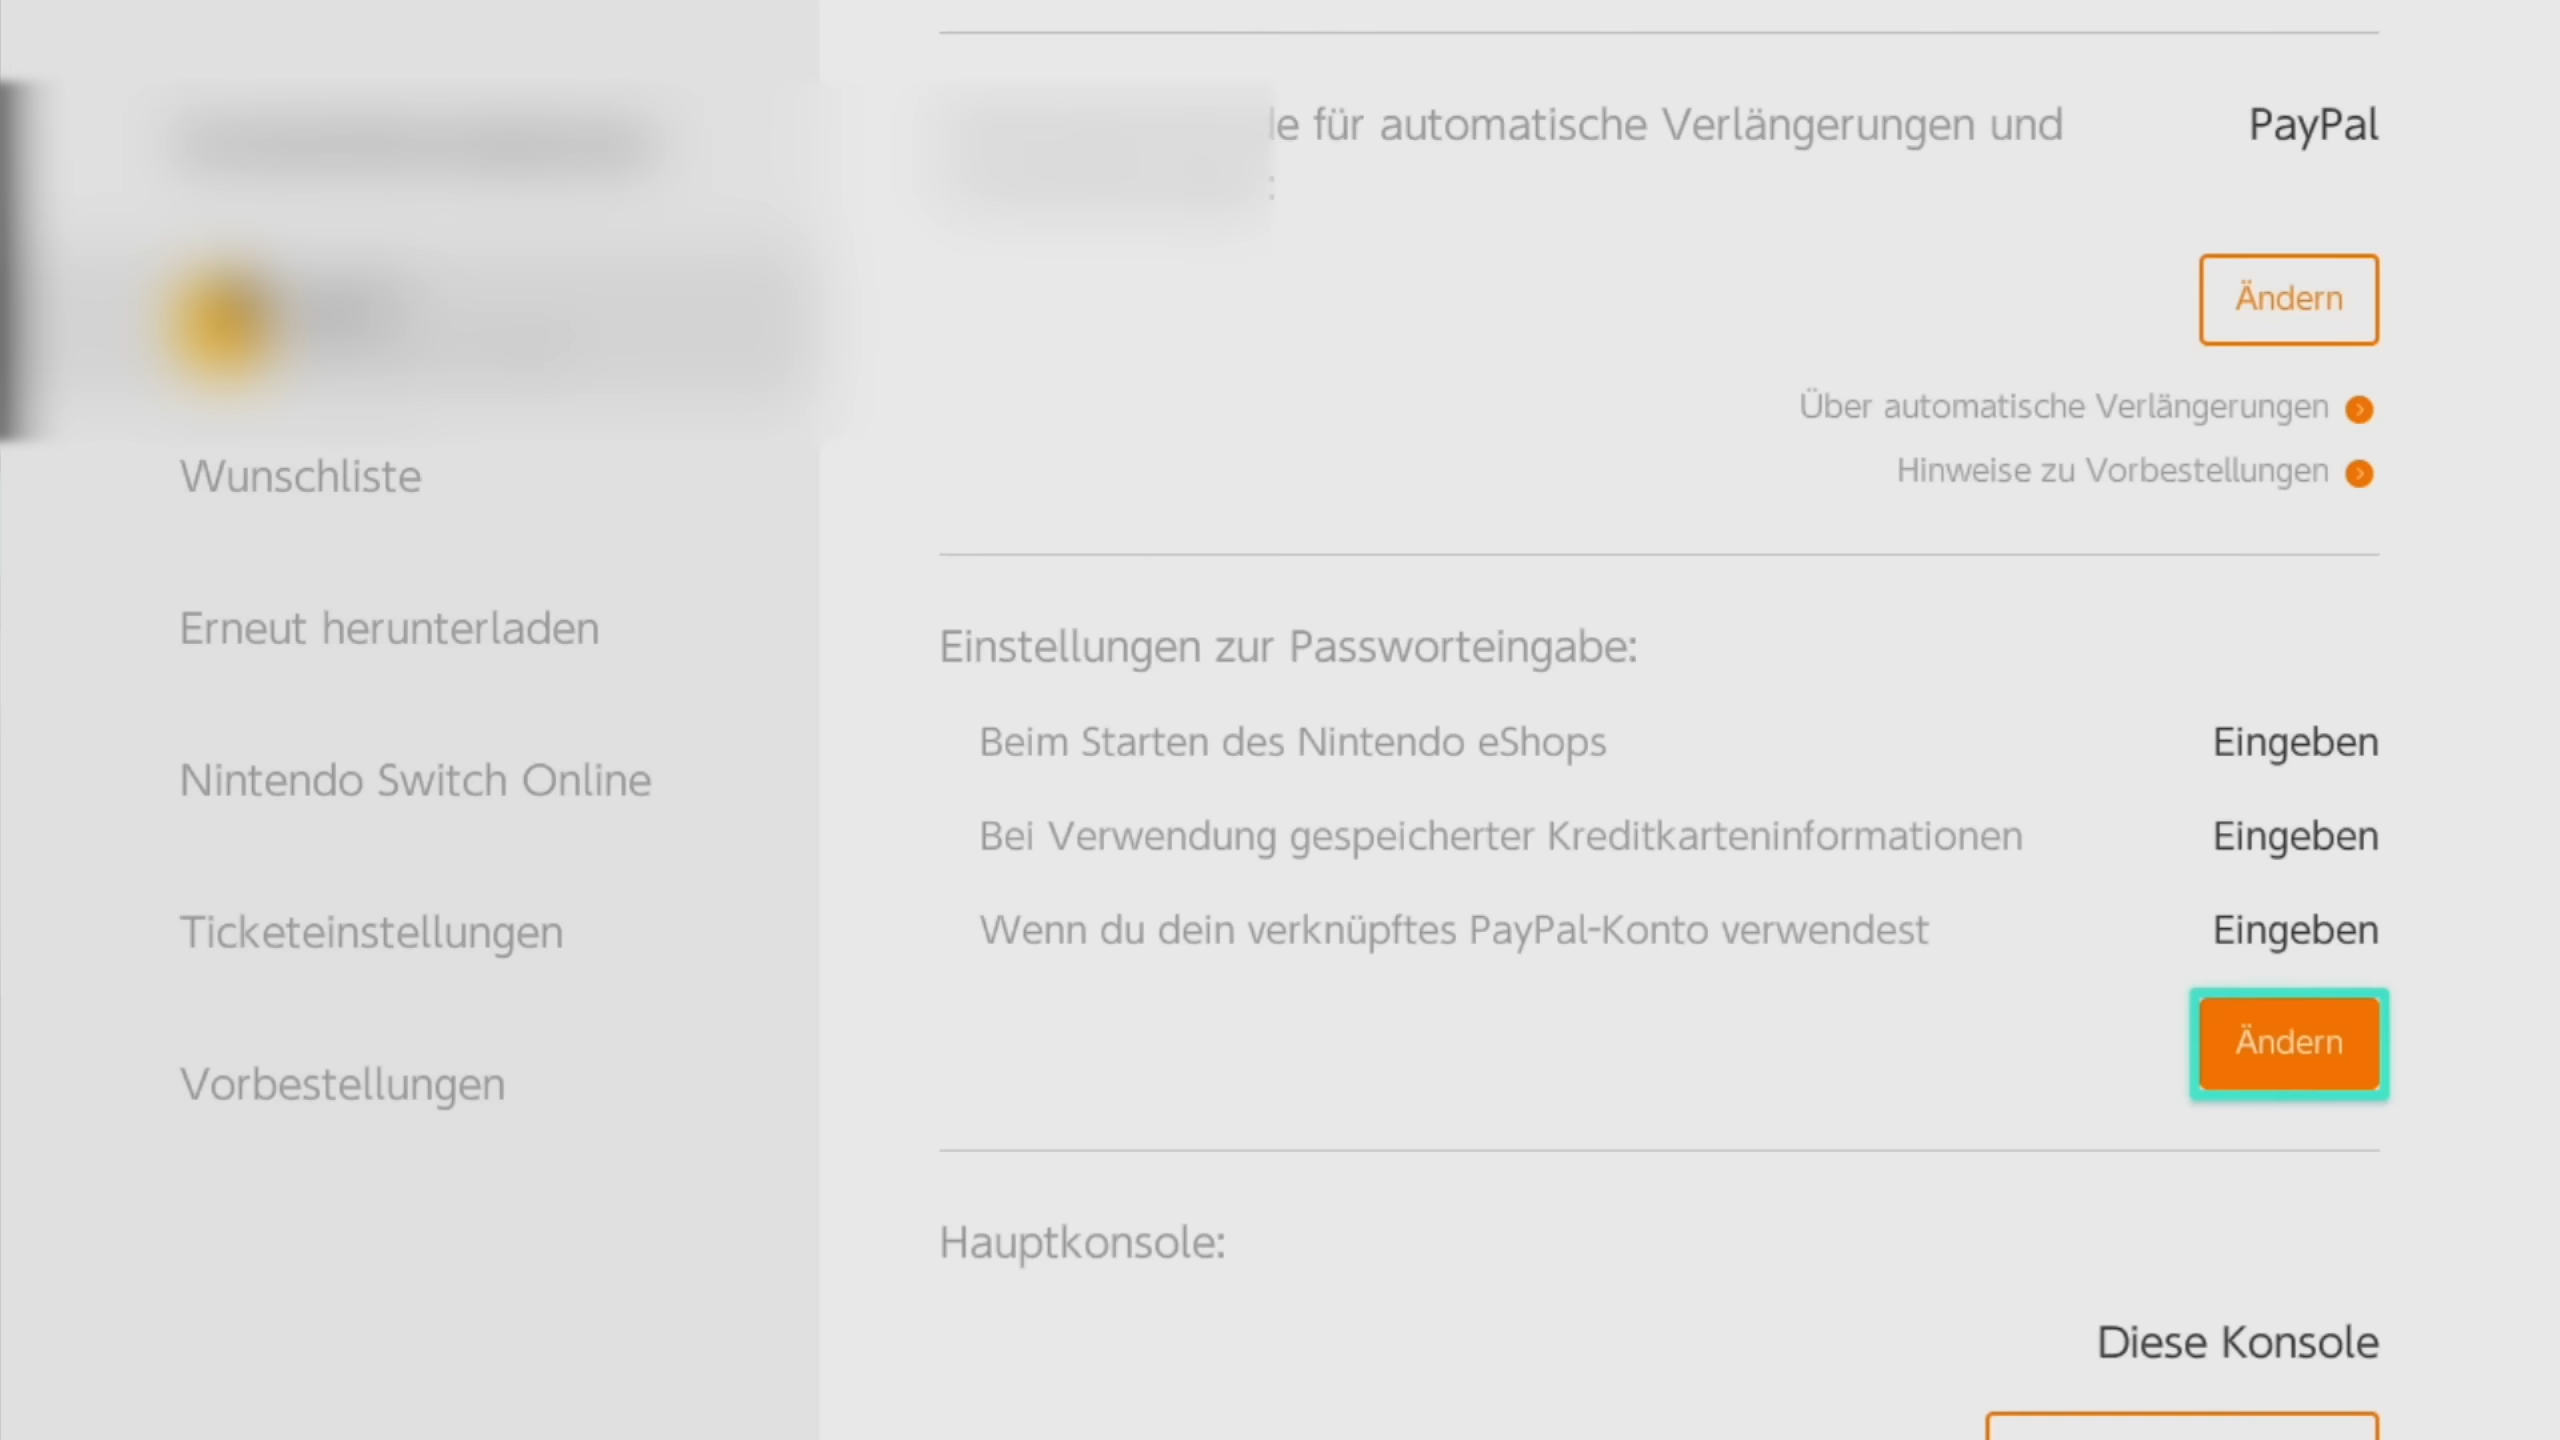 Wunschliste
Erneut herunterladen
Nintendo Switch Online
Ticketeinstellungen
Vorbestellungen
für automatische Verlängerungen und
PayPal
:
Ändern
Über automatische Verlängerungen
Hinweise zu Vorbestellungen
Einstellungen zur Passworteingabe:
Beim Starten des Nintendo eShops
Eingeben
Bei Verwendung gespeicherter Kreditkarteninformationen
Eingeben
Wenn du dein verknüpftes PayPal-Konto verwendest
Eingeben
Ändern
Hauptkonsole:
Diese Konsole